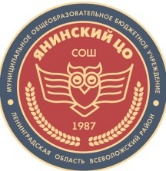 МУНИЦИПАЛЬНОЕ ОБЩЕОБРАЗОВАТЕЛЬНОЕ БЮДЖЕТНОЕ УЧРЕЖДЕНИЕ
ЯНИНСКИЙ ЦО
СОШ
1987
ЛЕНИНГРАДСКАЯ ОБЛАСТЬ ВСЕВОЛОЖСКИЙ РАЙОН